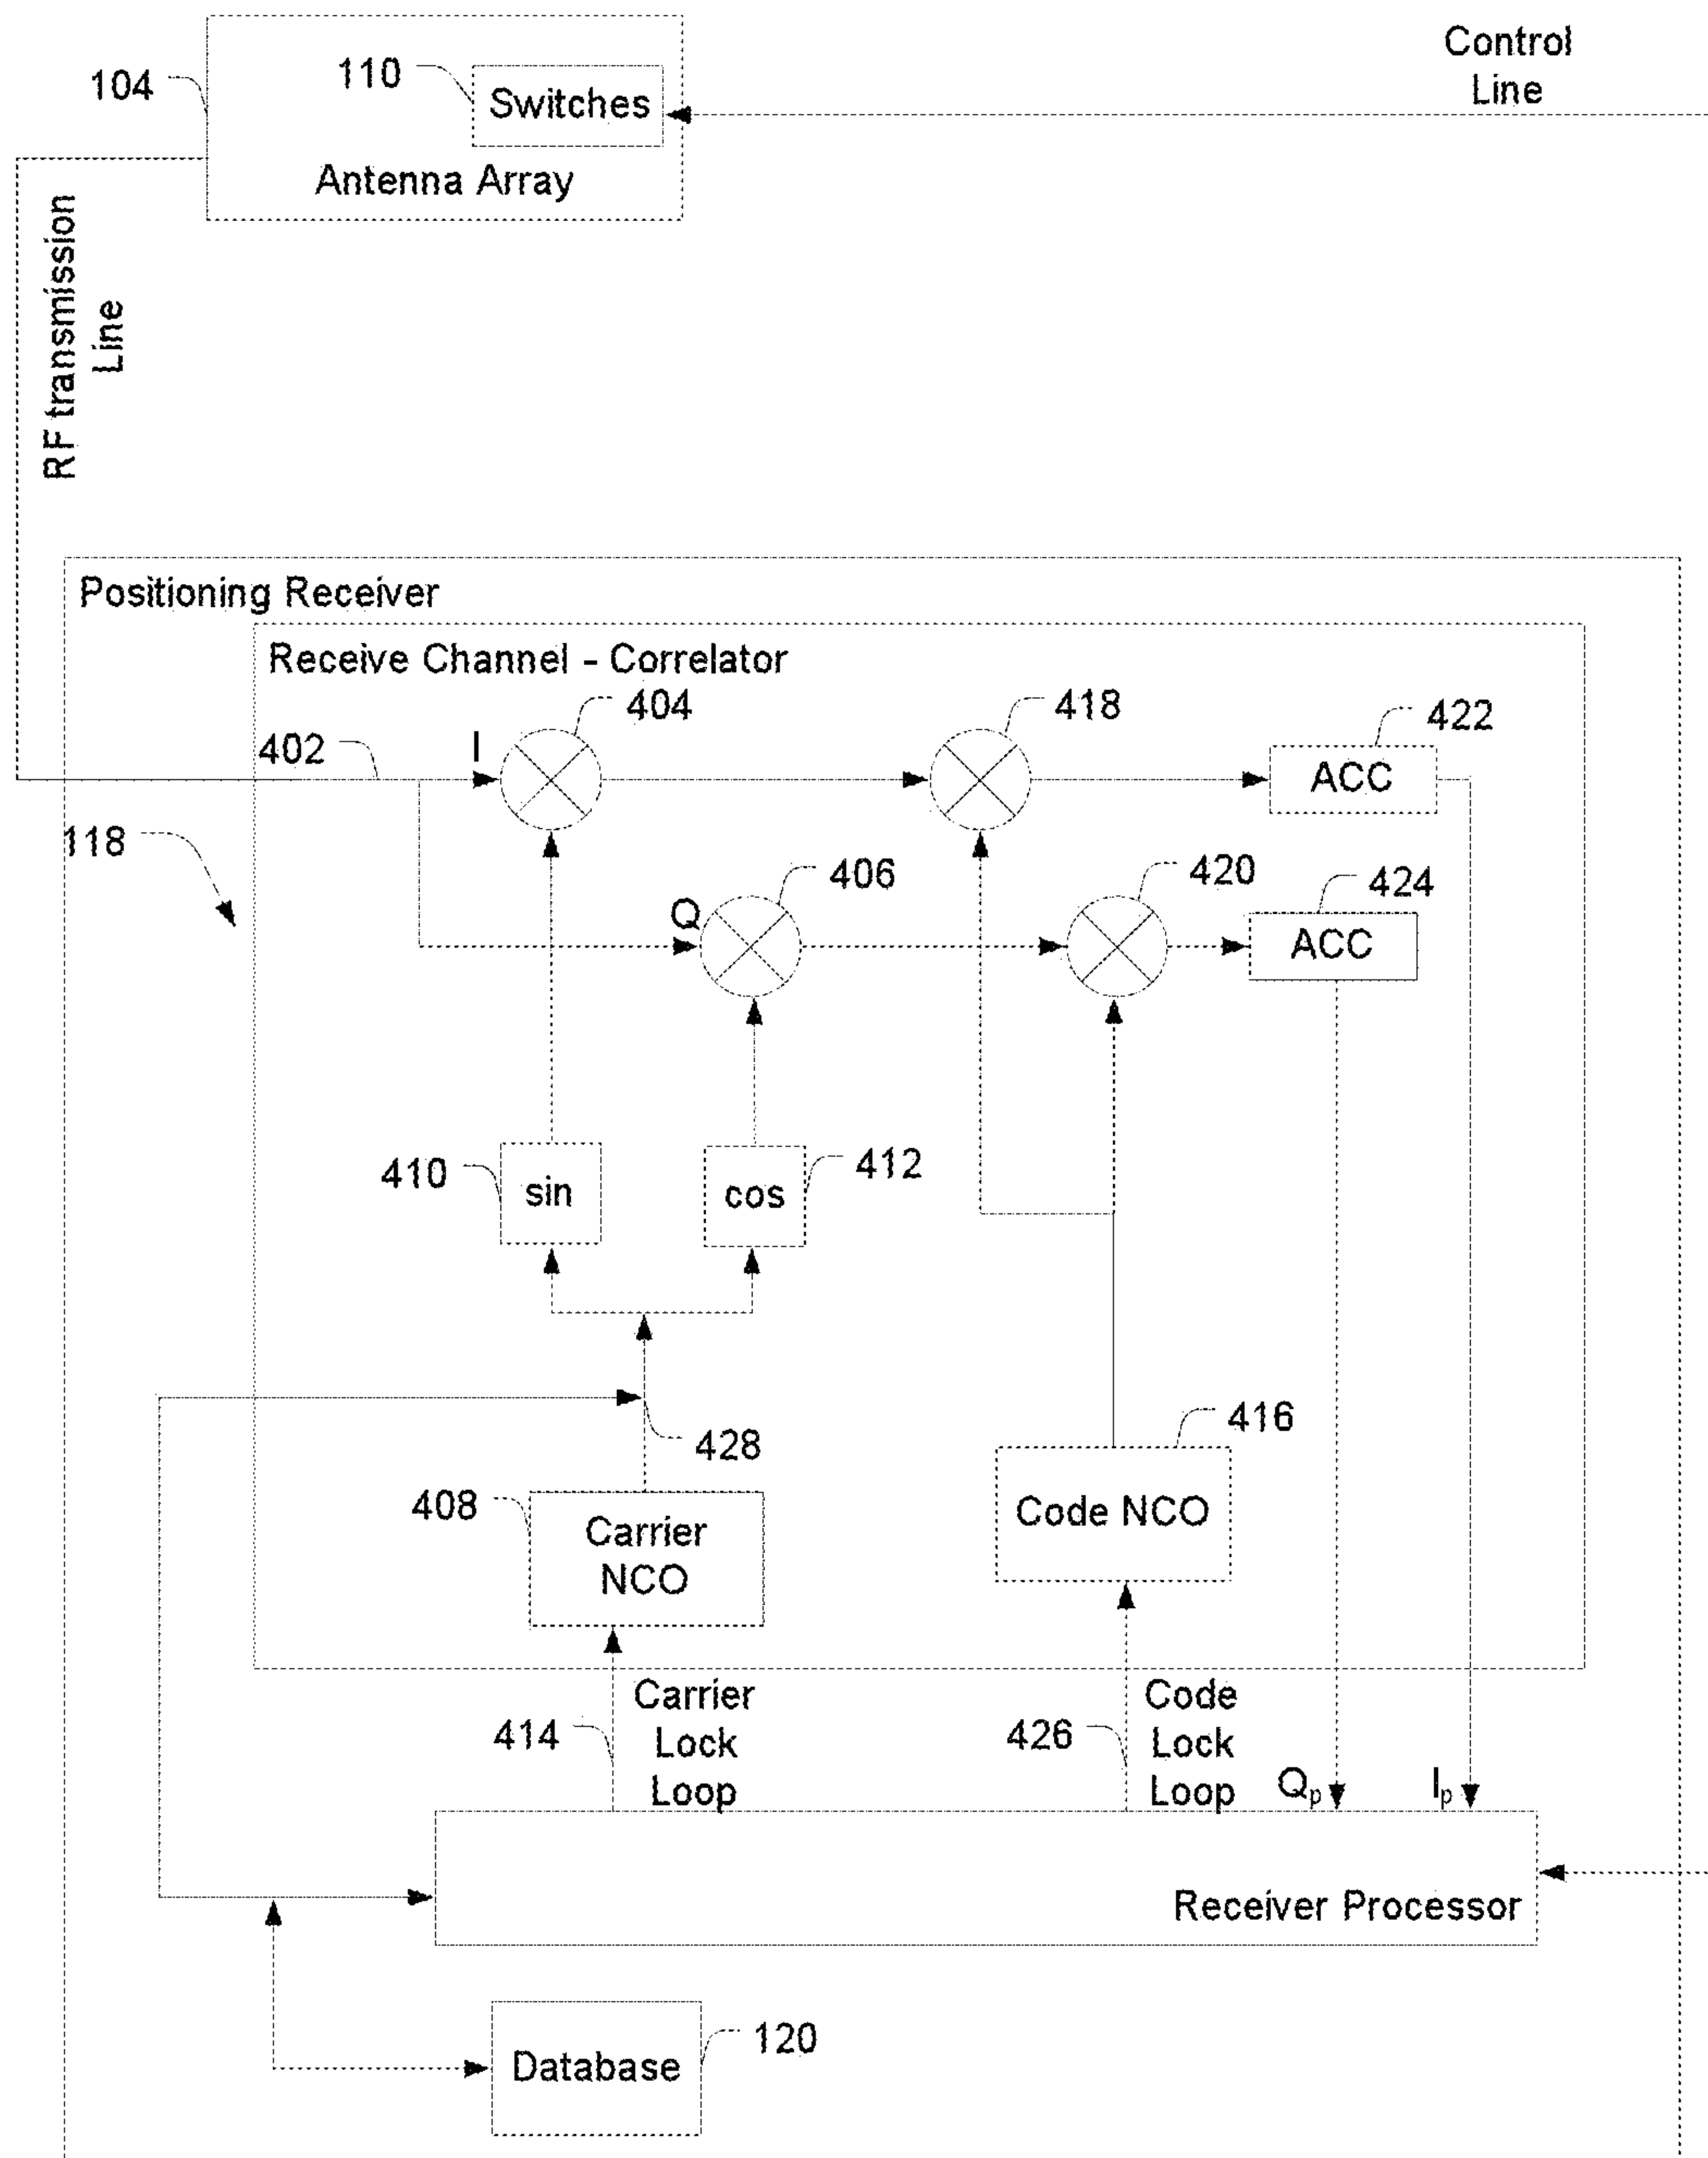 Control
Line
104
110
Switches
Antenna Array
RF transmission
Line
Positioning Receiver
Receive Channel - Correlator
404
418
422
402
I
ACC
118
406
420
424
Q
ACC
410
sin
cos
412
428
416
408
Carrier
NCO
Code NCO
414
Carrier
Lock
Loop
426
Code
Lock
Loop
Qp
Ip
Receiver Processor
Database
120